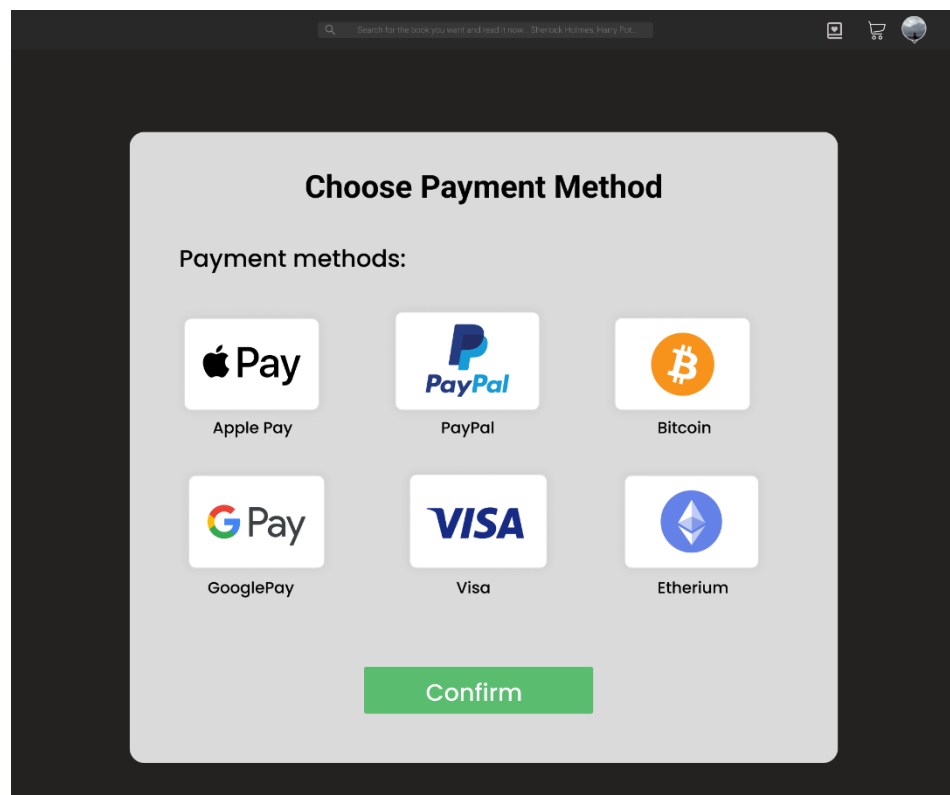 Search for the book you want and read it now... Sherlock Holmes, Harry Pot...
Choose Payment Method
Payment methods:
Pay PayPal
Apple Pay PayPal Bitcoin
G Pay VISA
GooglePay Visa Etherium
Confirm